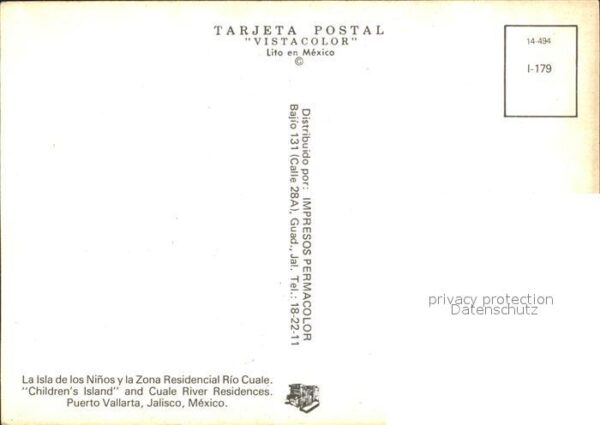 TARJETA POSTAL
"VISTACOLOR"
Lito en México
©
14-494
I-179
Distribuido por: IMPRESOS PERMACOLOR
Bajío 131 (Calle 28A), Guad., Jal. Tel.: 18-22-11
privacy protection
Datenschutz
La Isla de los Niños y la Zona Residencial Río Cuale.
"Children's Island" and Cuale River Residences.
Puerto Vallarta, Jalisco, México.